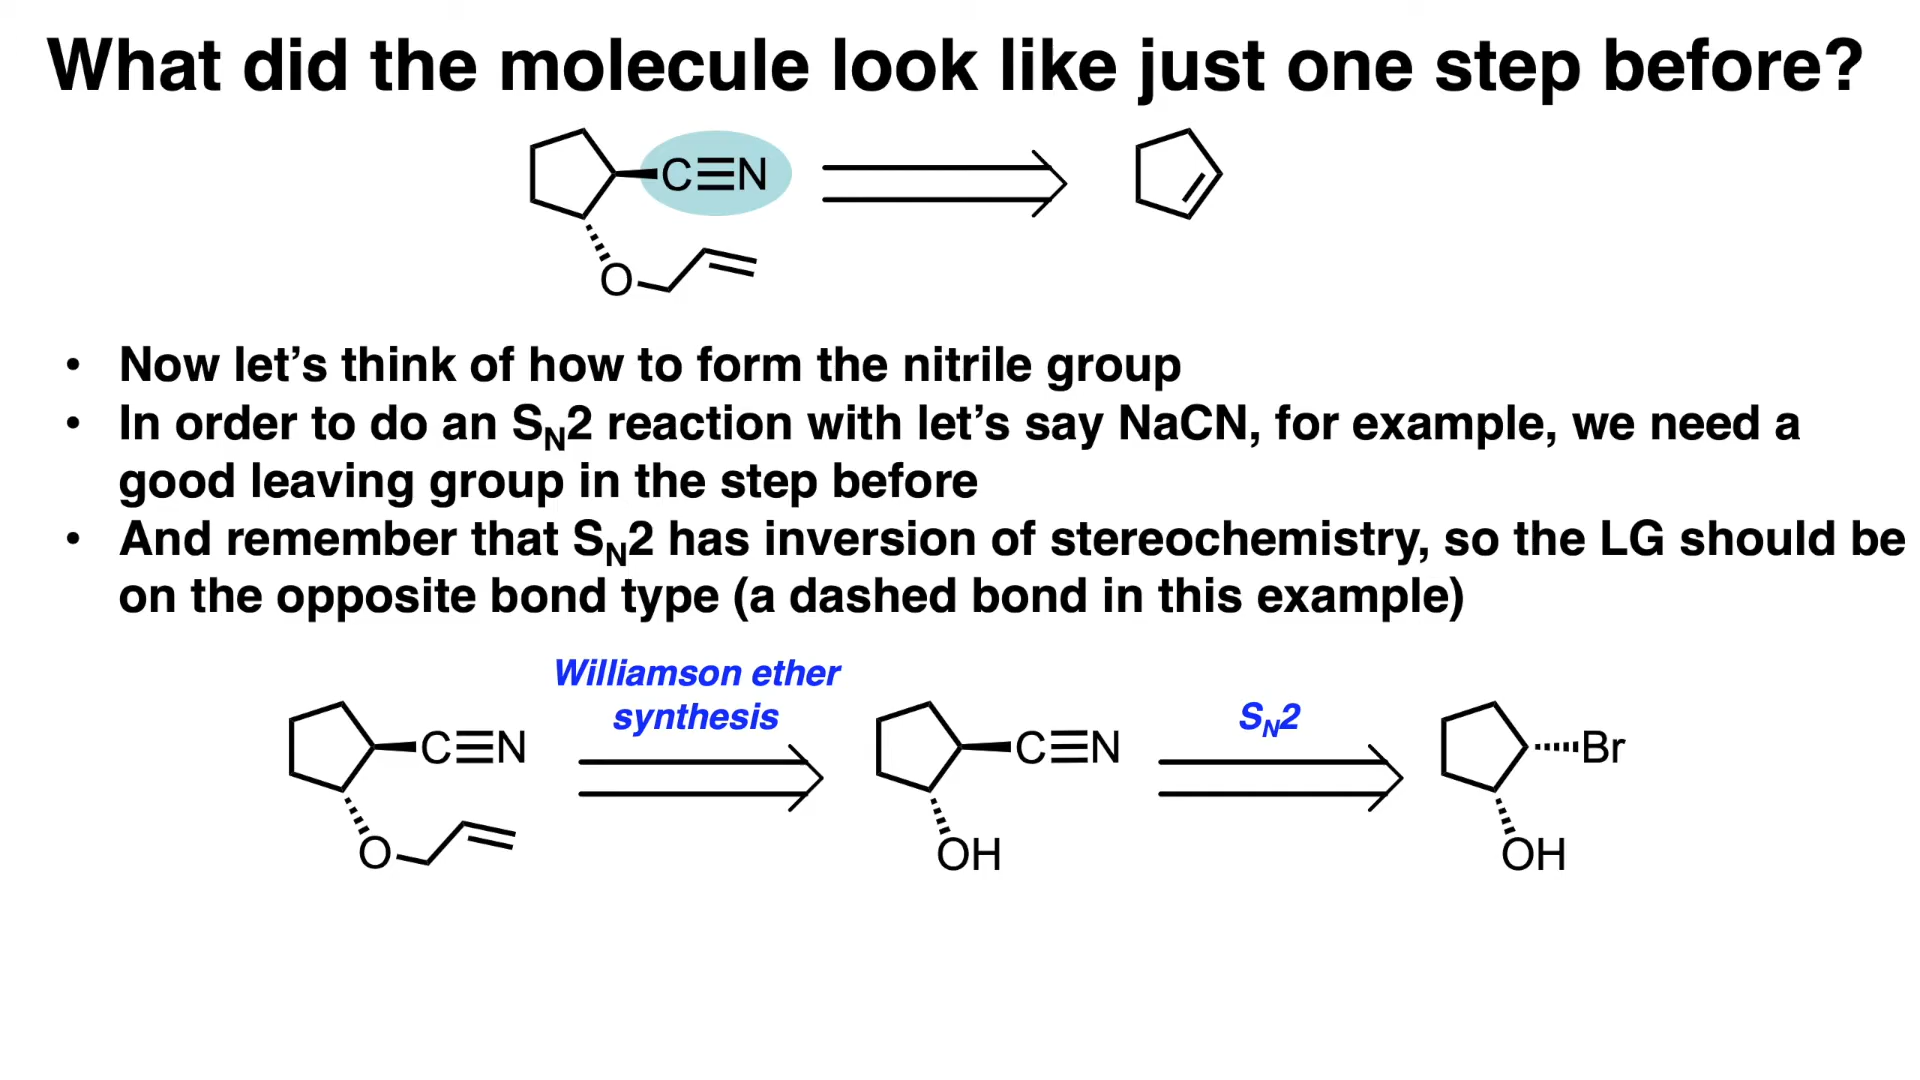 What did the molecule look like just one step before?
C≡N
O
• Now let’s think of how to form the nitrile group
• In order to do an SN2 reaction with let’s say NaCN, for example, we need a
good leaving group in the step before
• And remember that SN2 has inversion of stereochemistry, so the LG should be
on the opposite bond type (a dashed bond in this example)
Williamson ether
synthesis
SN2
C≡N
C≡N
Br
O
OH
OH